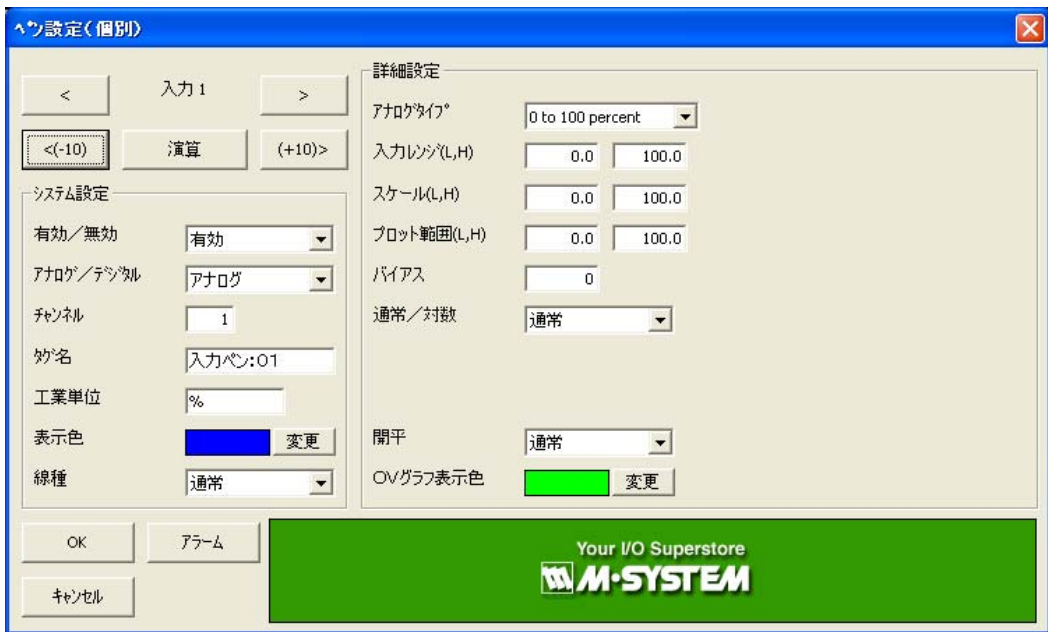 ペン設定(個別)
< 入力 1 >
<(-10) 演算 (+10)>
システム設定
有効/無効 有効
アナログ/デジタル アナログ
チャンネル 1
タグ名 入力ペン:01
工業単位 %
表示色 変更
線種 通常
詳細設定
アナログタイプ 0 to 100 percent
入力レンジ(L,H) 0.0 100.0
スケール(L,H) 0.0 100.0
プロット範囲(L,H) 0.0 100.0
バイアス 0
通常/対数 通常
開平 通常
OVグラフ表示色 変更
OK アラーム
キャンセル
Your I/O Superstore
M·SYSTEM